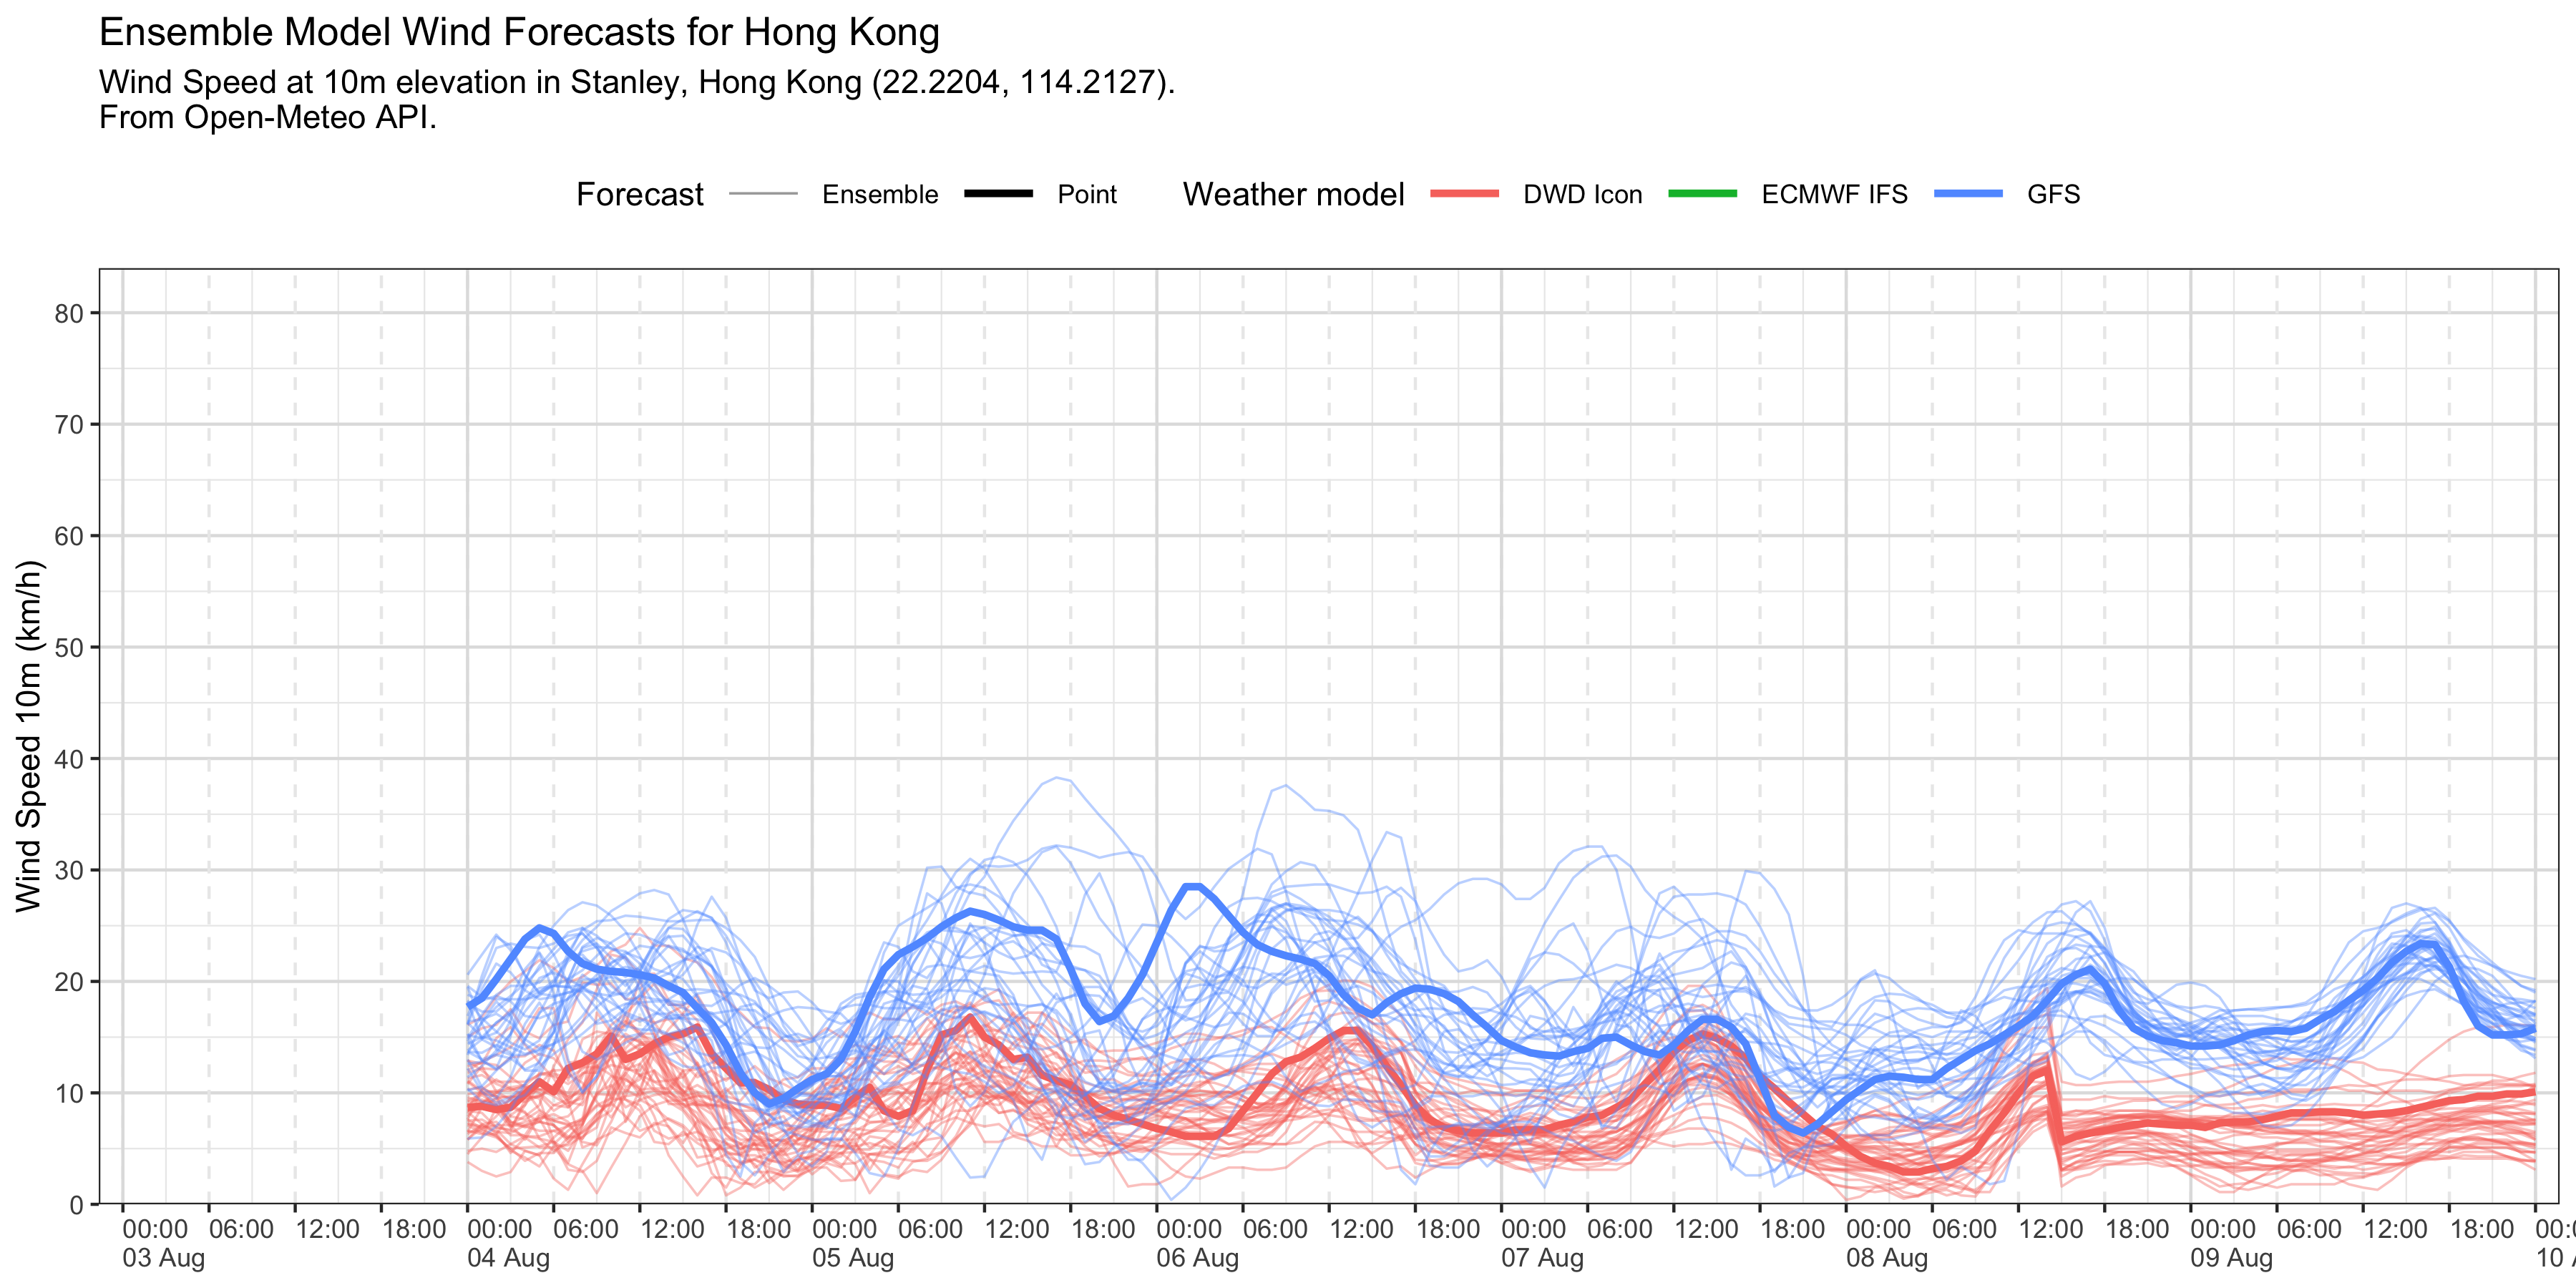 Ensemble Model Wind Forecasts for Hong Kong
Wind Speed at 10m elevation in Stanley, Hong Kong (22.2204, 114.2127).
From Open-Meteo API.
Forecast Ensemble Point Weather model DWD Icon ECMWF IFS GFS
Wind Speed 10m (km/h)
80
70
60
50
40
30
20
10
0
00:00 06:00 12:00 18:00 00:00 06:00 12:00 18:00 00:00 06:00 12:00 18:00 00:00 06:00 12:00 18:00 00:00 06:00 12:00 18:00 00:00 06:00 12:00 18:00 00:00 06:00 12:00 18:00 00:0
03 Aug 04 Aug 05 Aug 06 Aug 07 Aug 08 Aug 09 Aug 10